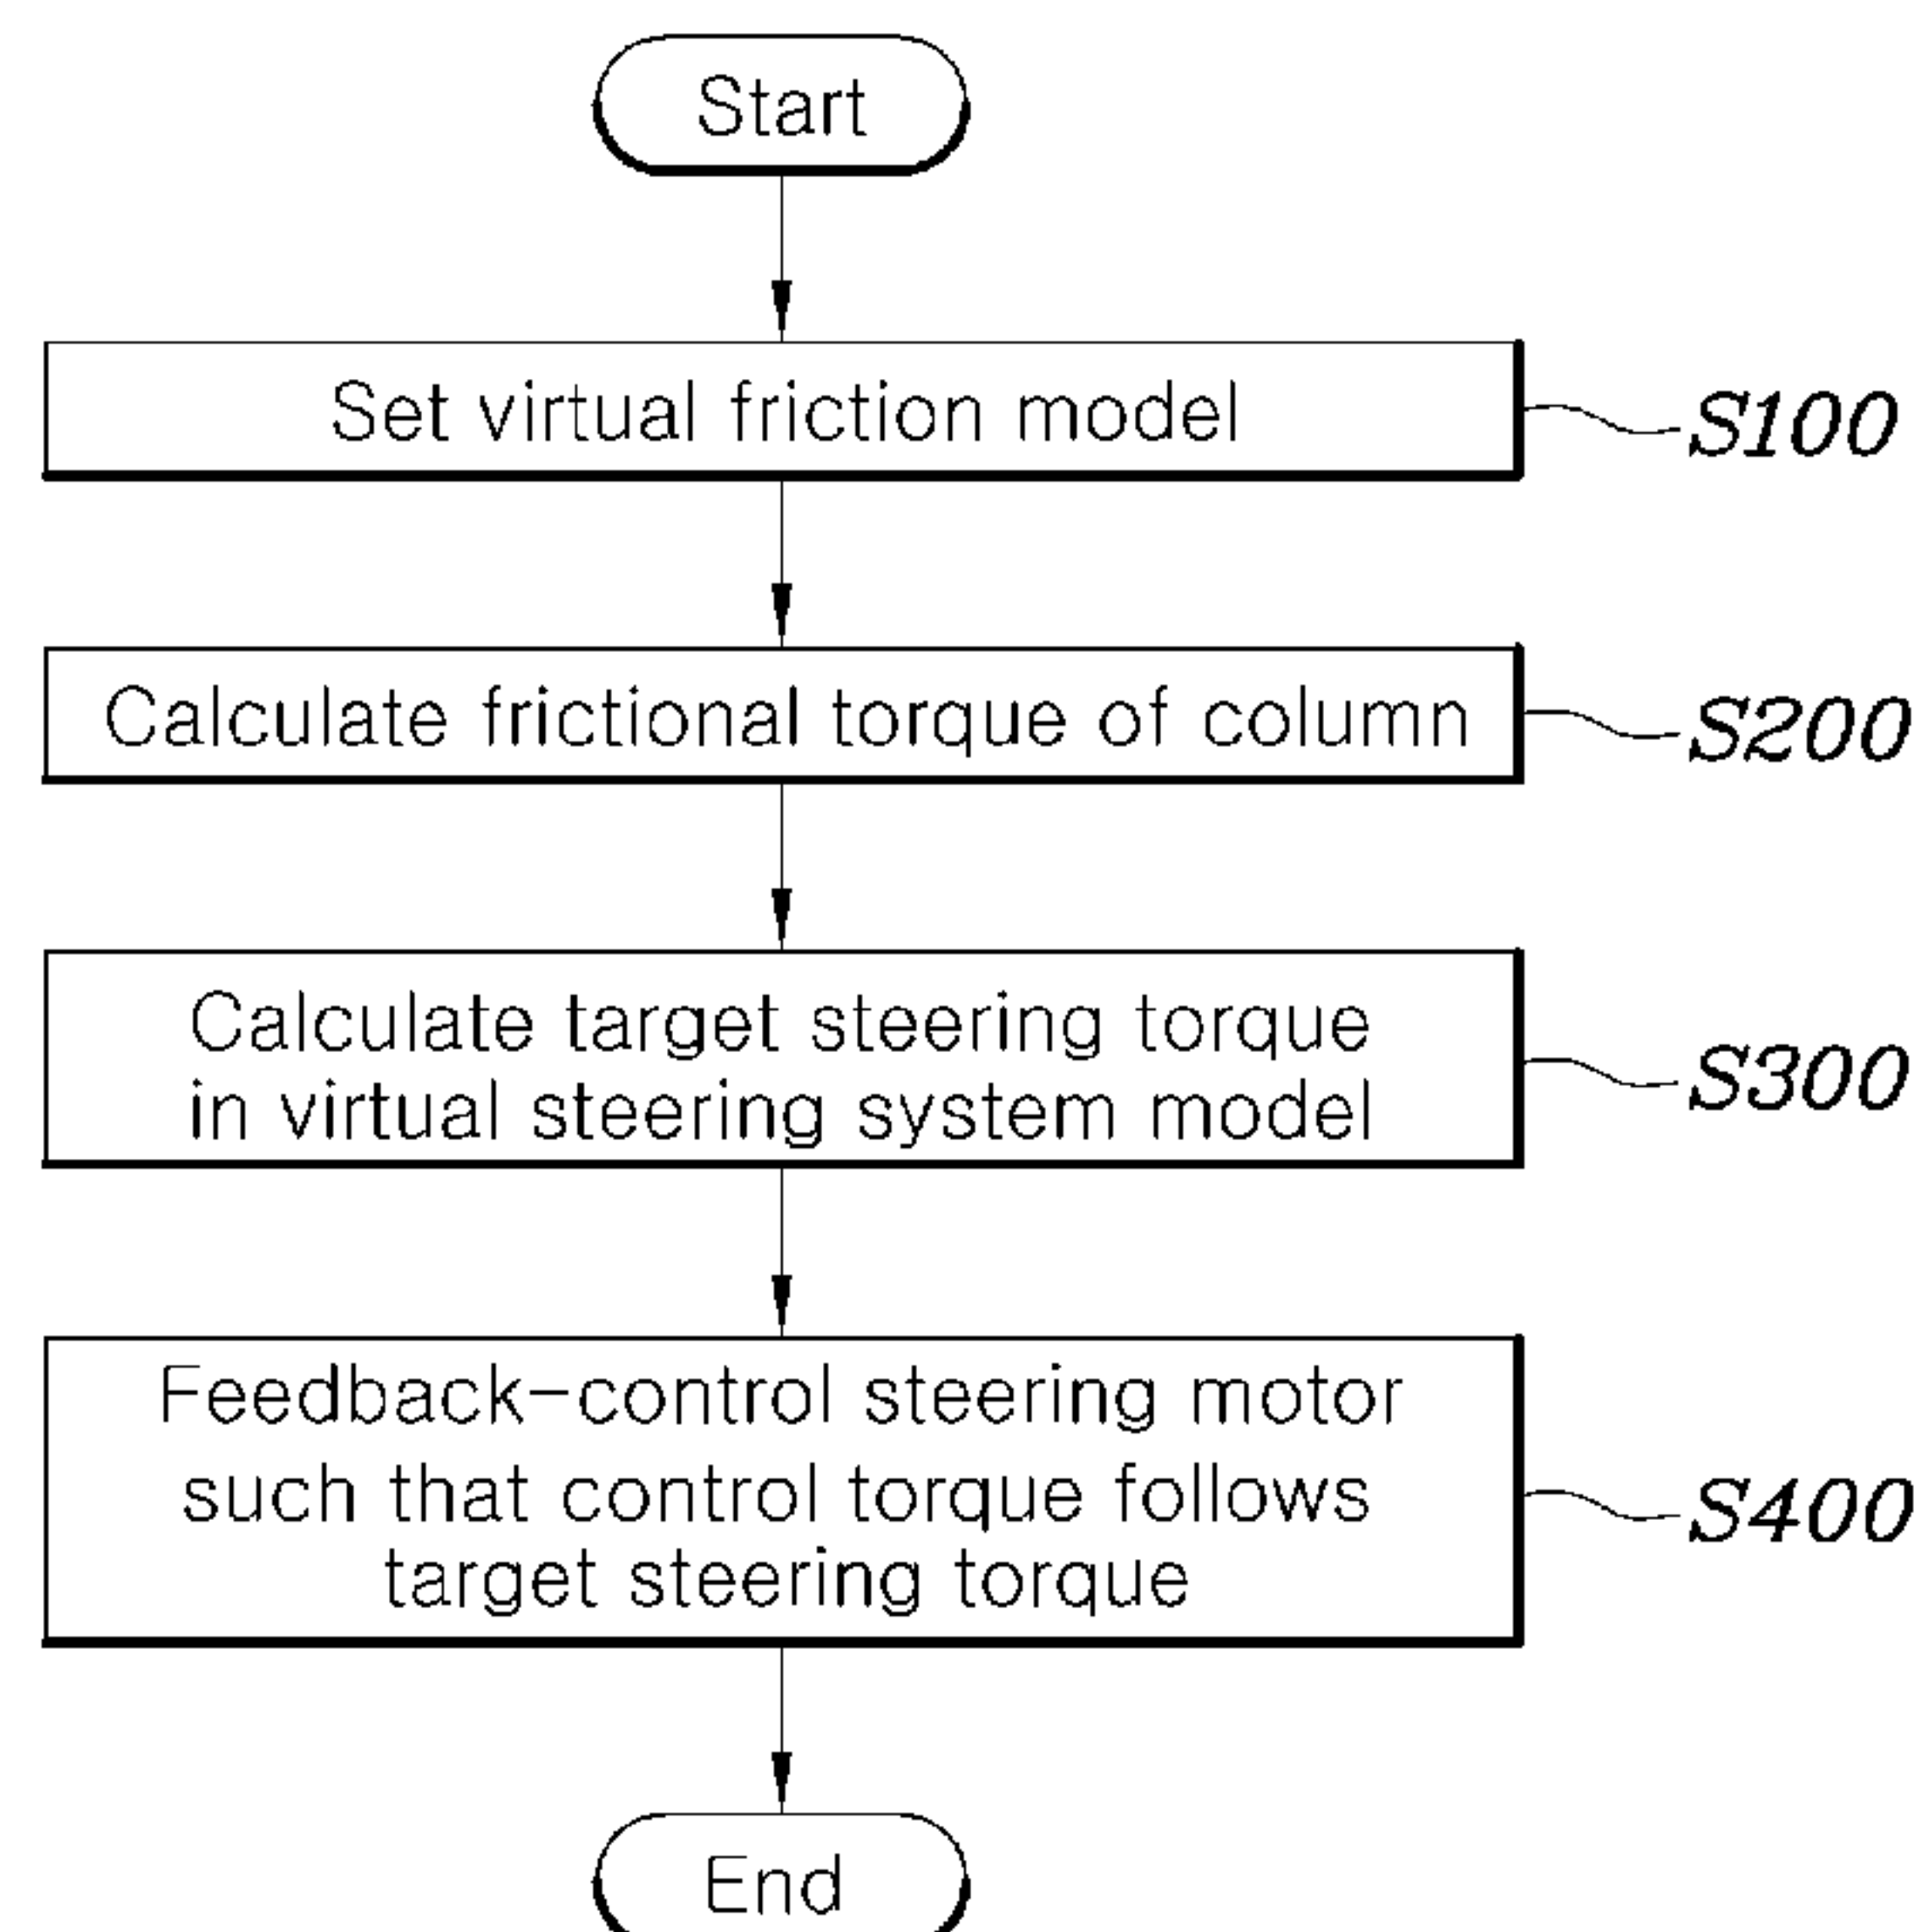 Start
Set virtual friction model
S100
Calculate frictional torque of column
S200
Calculate target steering torque
in virtual steering system model
S300
Feedback-control steering motor
such that control torque follows
target steering torque
S400
End